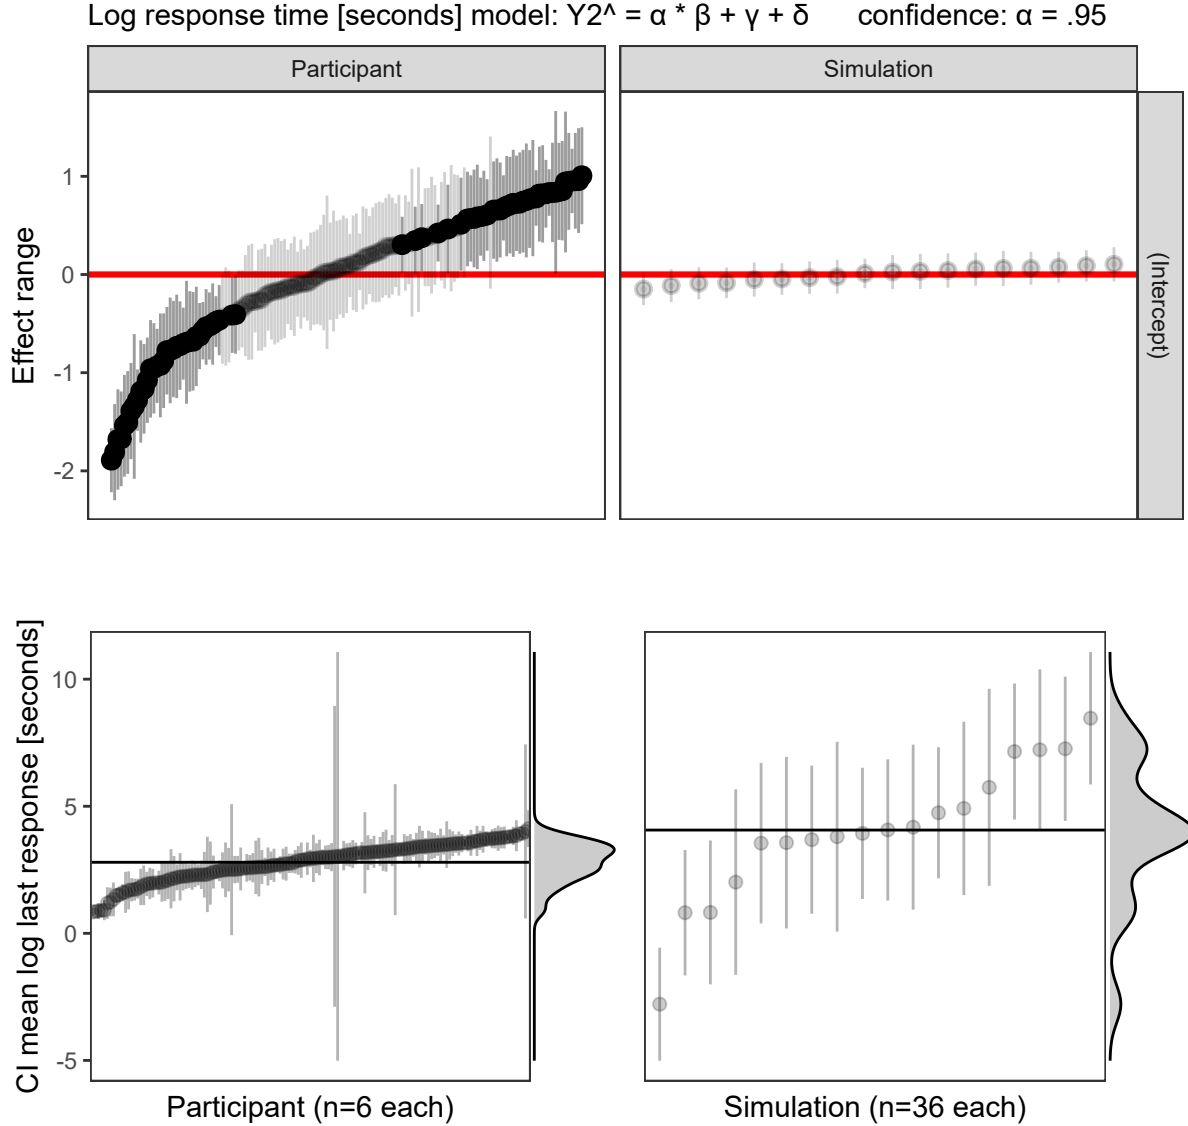 Log response time [seconds] model: Y2^ = α * β + γ + δ confidence: α = .95
Participant
Simulation
1
0
-1
-2
Effect range
(Intercept)
10
5
0
-5
CI mean log last response [seconds]
Participant (n=6 each)
Simulation (n=36 each)